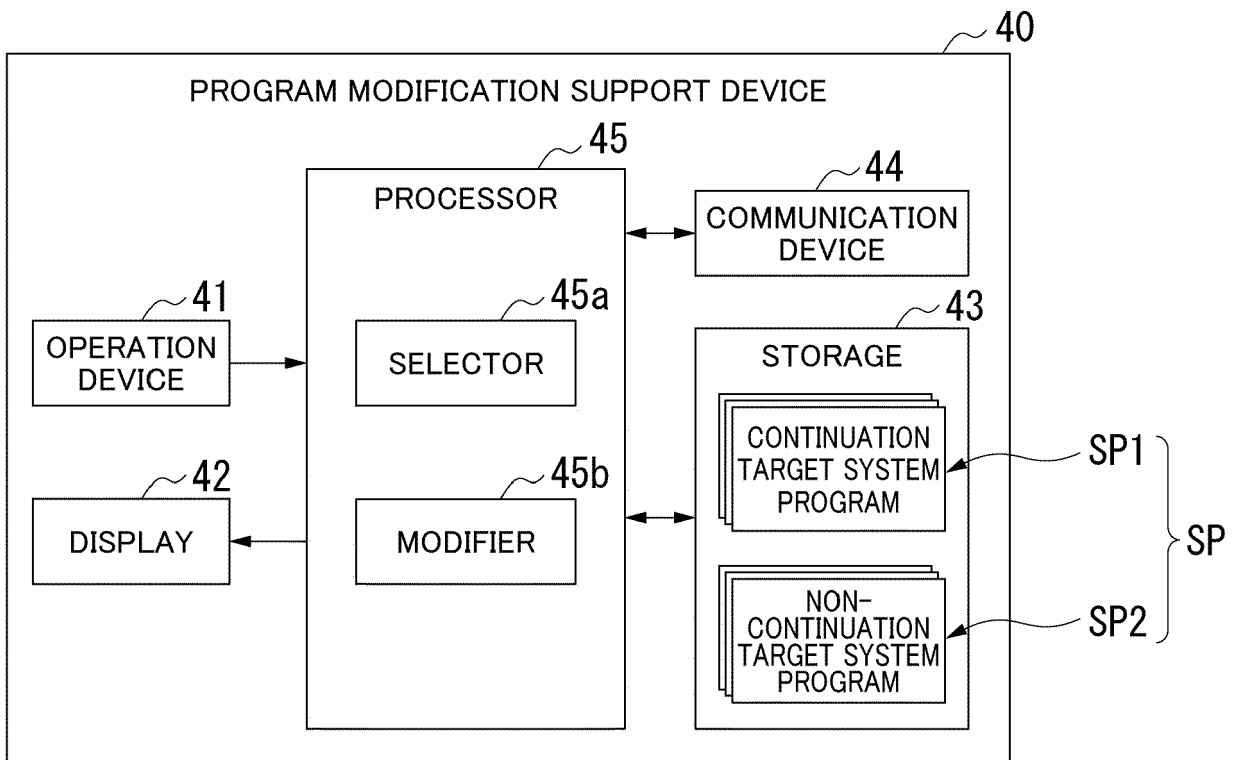 40
PROGRAM MODIFICATION SUPPORT DEVICE
45
PROCESSOR
44
COMMUNICATION
DEVICE
41
OPERATION
DEVICE
45a
SELECTOR
43
STORAGE
CONTINUATION
TARGET SYSTEM
PROGRAM
SP1
42
DISPLAY
45b
MODIFIER
SP
NON-
CONTINUATION
TARGET SYSTEM
PROGRAM
SP2